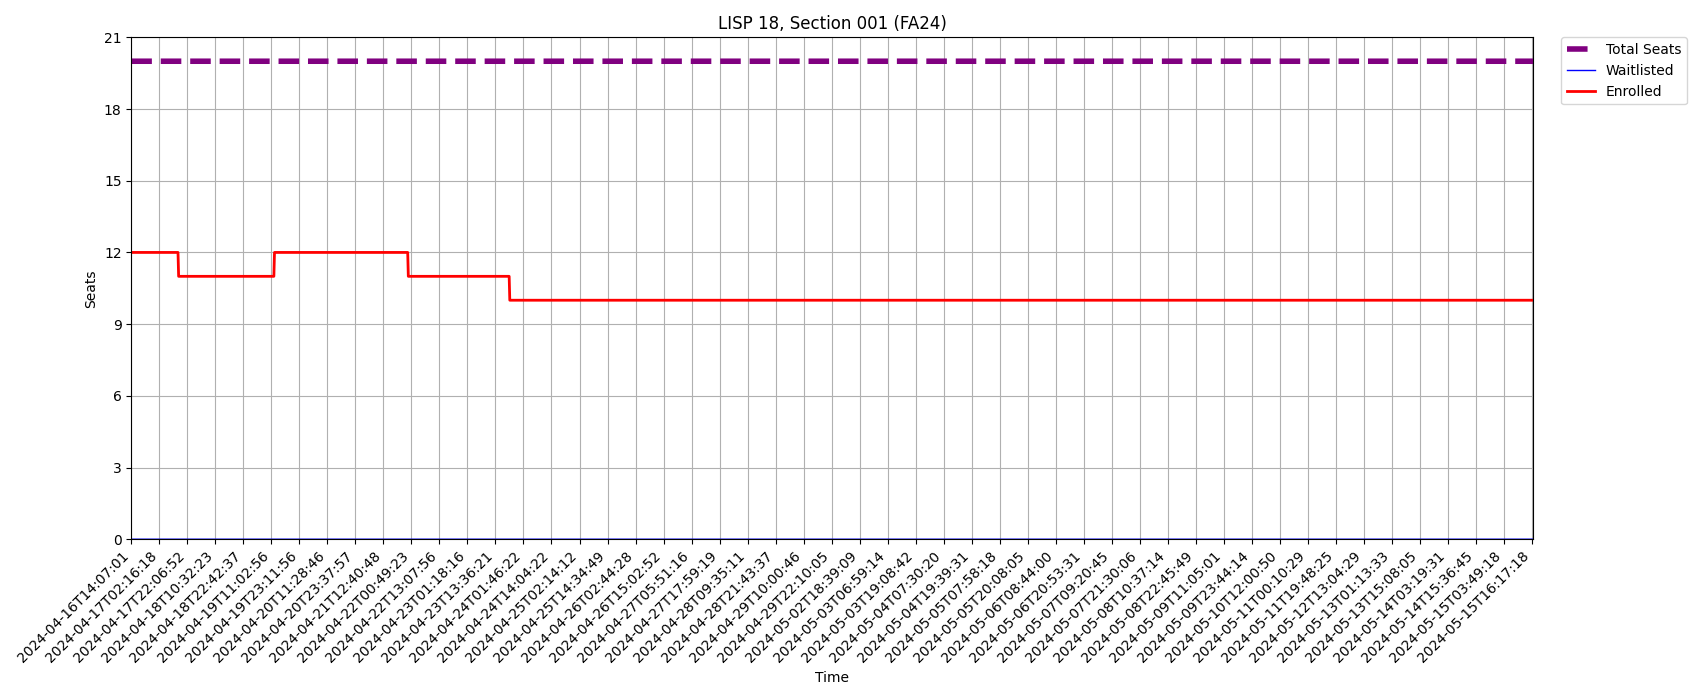 LISP 18, Section 001 (FA24)
Total Seats
Waitlisted
Enrolled
Seats
21
18
15
12
9
6
3
0
2024-04-16T14:07:01
2024-04-17T02:16:18
2024-04-17T22:06:52
2024-04-18T10:32:23
2024-04-18T22:42:37
2024-04-19T11:02:56
2024-04-19T23:11:56
2024-04-20T11:28:46
2024-04-20T23:37:57
2024-04-21T12:40:48
2024-04-22T00:49:23
2024-04-22T13:07:56
2024-04-23T01:18:16
2024-04-23T13:36:21
2024-04-24T01:46:22
2024-04-24T14:04:22
2024-04-25T02:14:12
2024-04-25T14:34:49
2024-04-26T02:44:28
2024-04-26T15:02:52
2024-04-27T05:51:16
2024-04-27T17:59:19
2024-04-28T09:35:11
2024-04-28T21:43:37
2024-04-29T10:00:46
2024-04-29T22:10:05
2024-05-02T18:39:09
2024-05-03T06:59:14
2024-05-03T19:08:42
2024-05-04T07:30:20
2024-05-04T19:39:31
2024-05-05T07:58:18
2024-05-05T20:08:05
2024-05-06T08:44:00
2024-05-06T20:53:31
2024-05-07T09:20:45
2024-05-07T21:30:06
2024-05-08T10:37:14
2024-05-08T22:45:49
2024-05-09T11:05:01
2024-05-09T23:44:14
2024-05-10T12:00:50
2024-05-11T00:10:29
2024-05-11T19:48:25
2024-05-12T13:04:29
2024-05-13T01:13:33
2024-05-13T15:08:05
2024-05-14T03:19:31
2024-05-14T15:36:45
2024-05-15T03:49:18
2024-05-15T16:17:18
Time